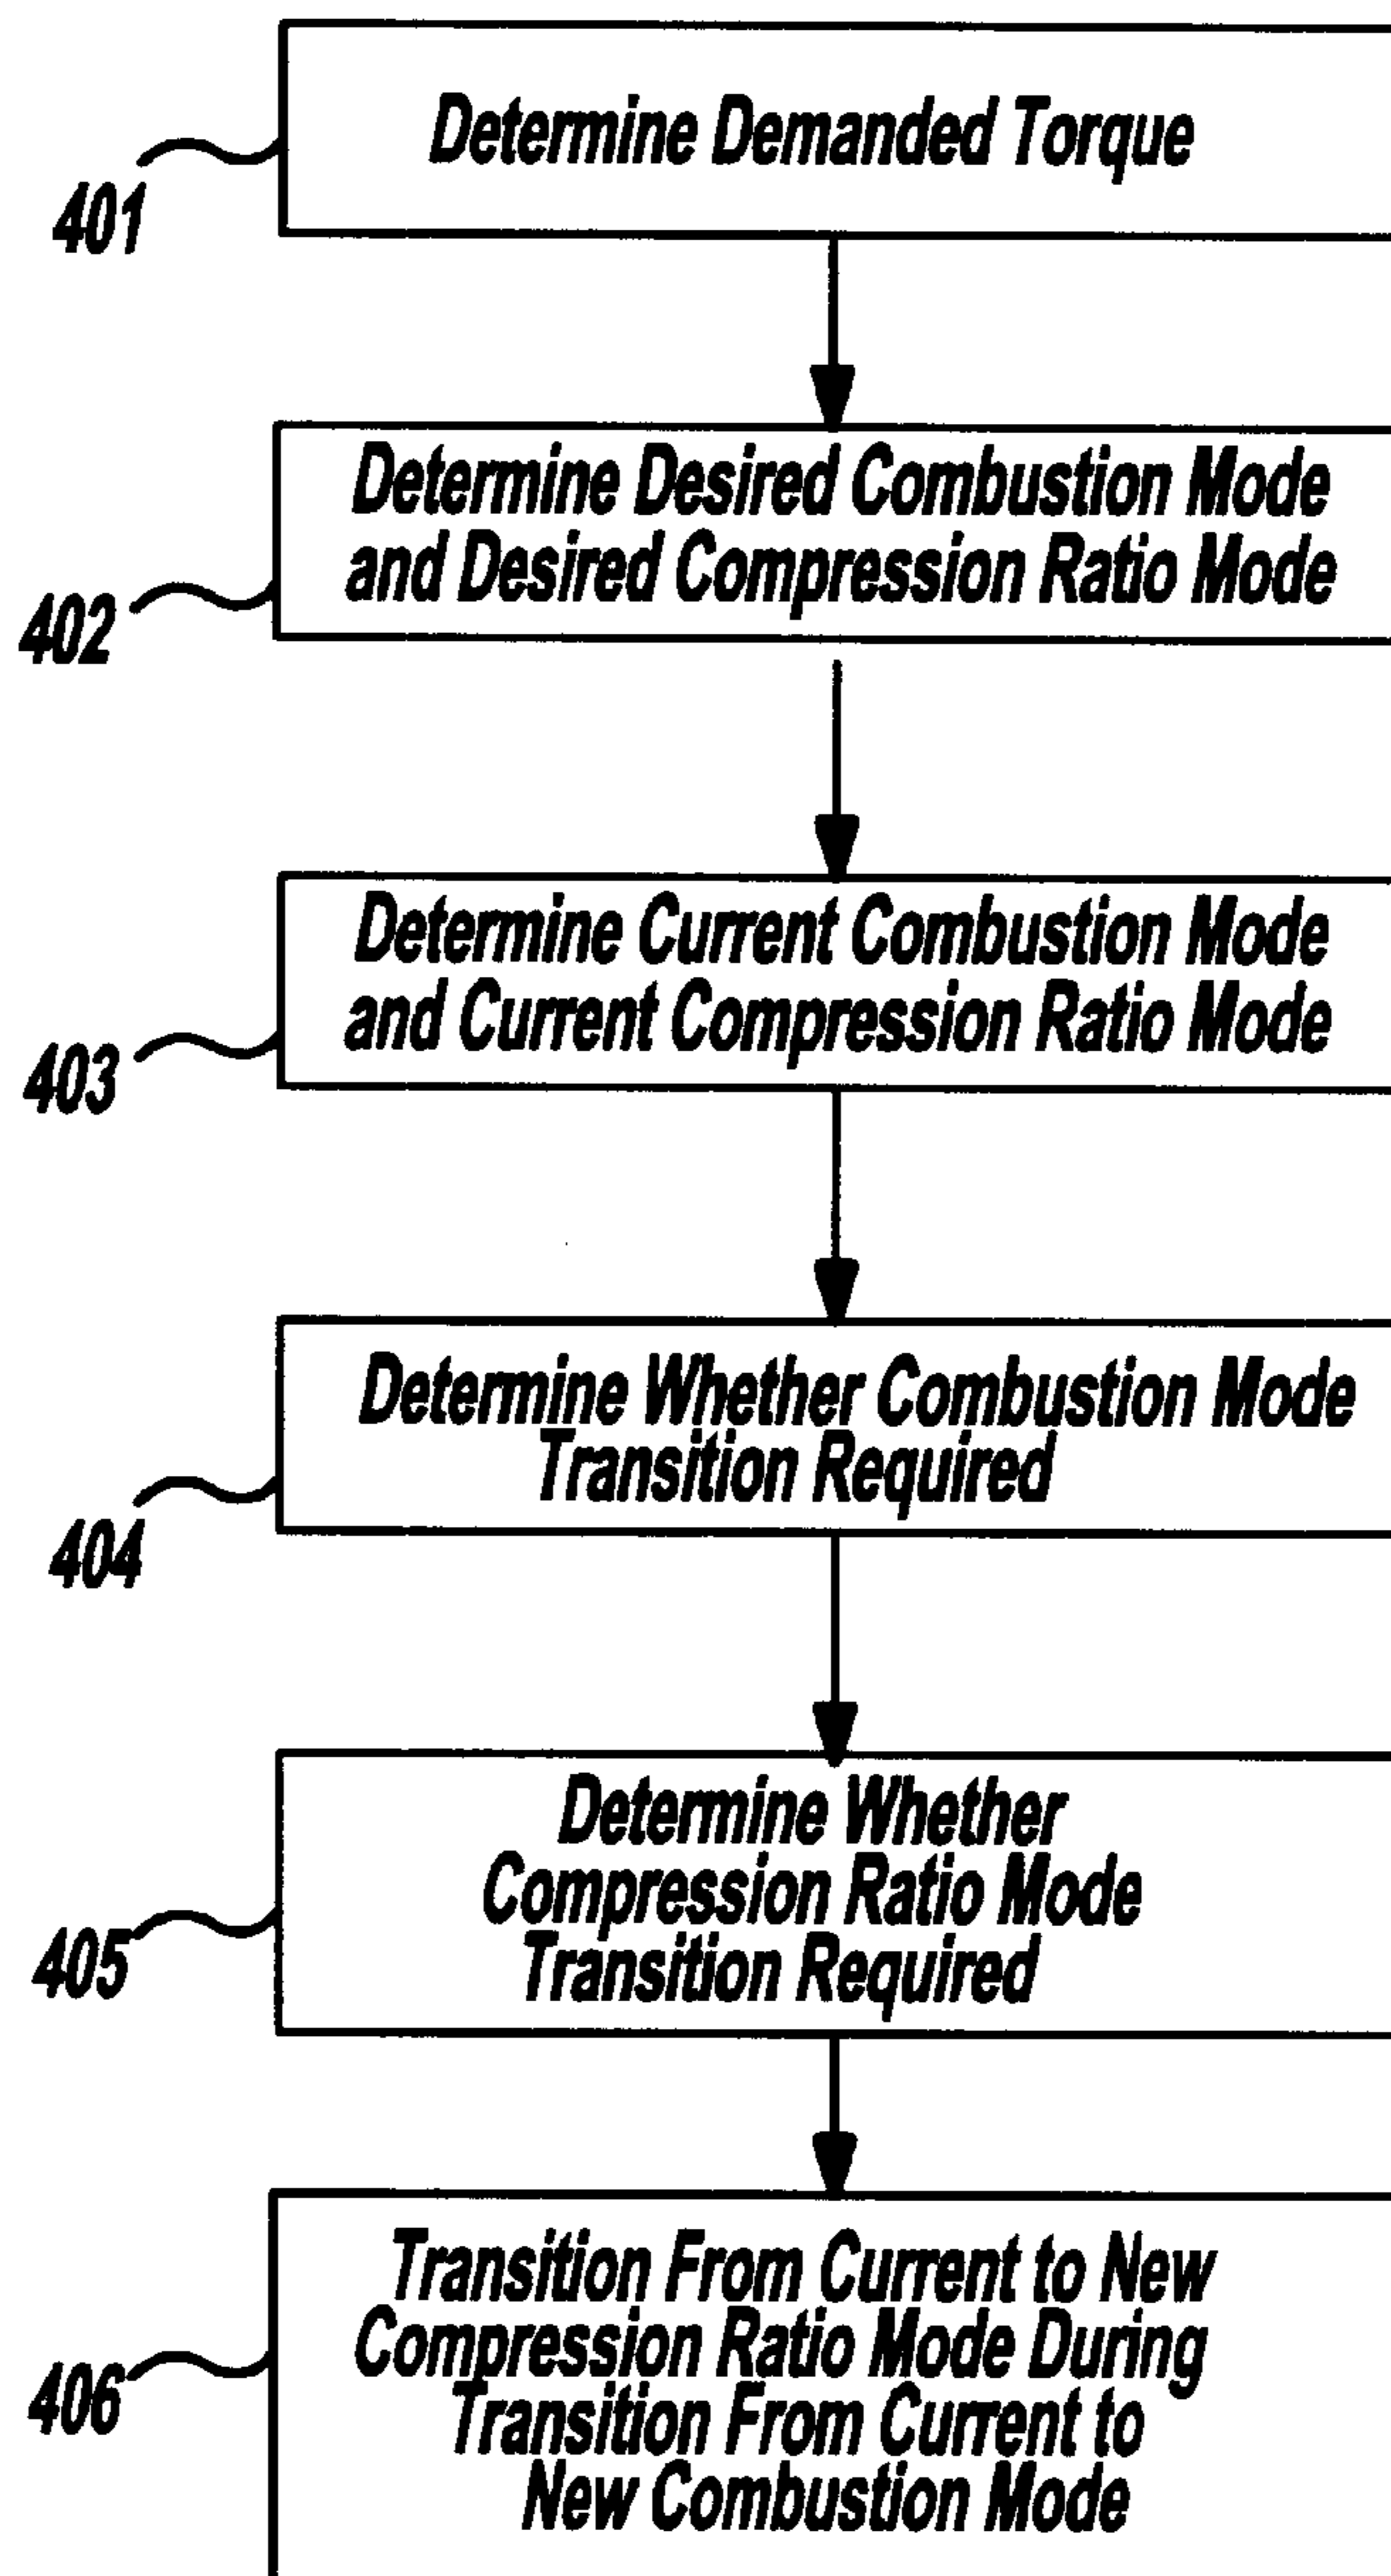 Determine Demanded Torque
401
Determine Desired Combustion Mode
and Desired Compression Ratio Mode
402
Determine Current Combustion Mode
and Current Compression Ratio Mode
403
Determine Whether Combustion Mode
Transition Required
404
Determine Whether
Compression Ratio Mode
Transition Required
405
Transition From Current to New
Compression Ratio Mode During
Transition From Current to
New Combustion Mode
406